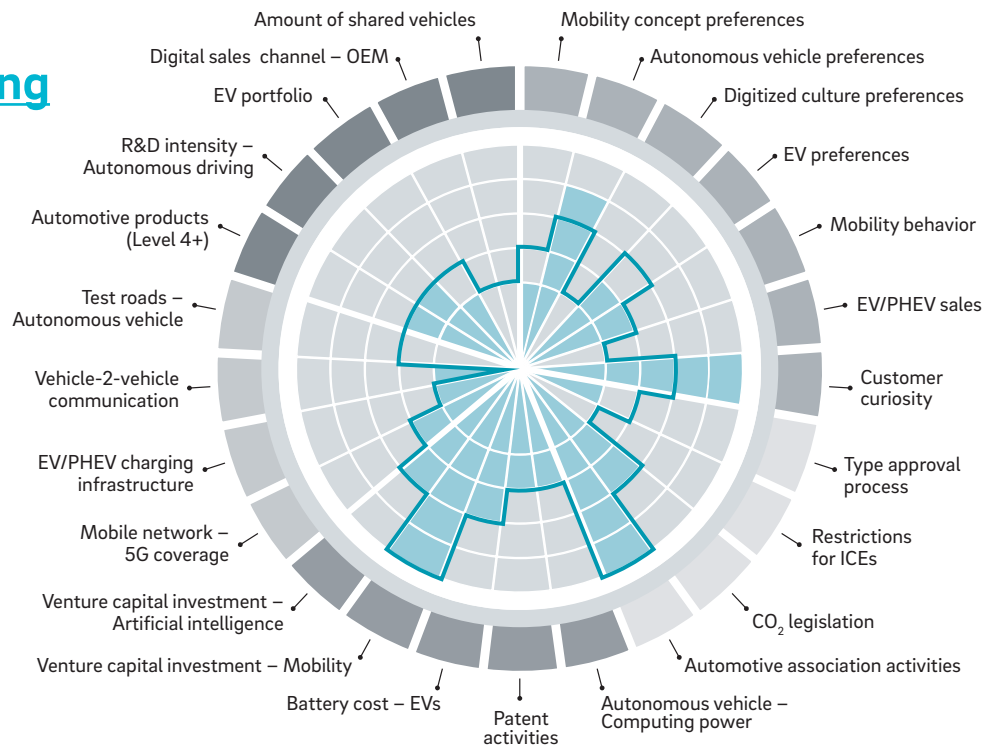 ng
Amount of shared vehicles
Mobility concept preferences
Digital sales channel – OEM
Autonomous vehicle preferences
EV portfolio
Digitized culture preferences
R&D intensity –
Autonomous driving
EV preferences
Automotive products
(Level 4+)
Mobility behavior
Test roads –
Autonomous vehicle
EV/PHEV sales
Vehicle-2-vehicle
communication
Customer
curiosity
EV/PHEV charging
infrastructure
Type approval
process
Mobile network –
5G coverage
Restrictions
for ICEs
Venture capital investment –
Artificial intelligence
CO2 legislation
Venture capital investment – Mobility
Automotive association activities
Battery cost – EVs
Patent
activities
Autonomous vehicle –
Computing power